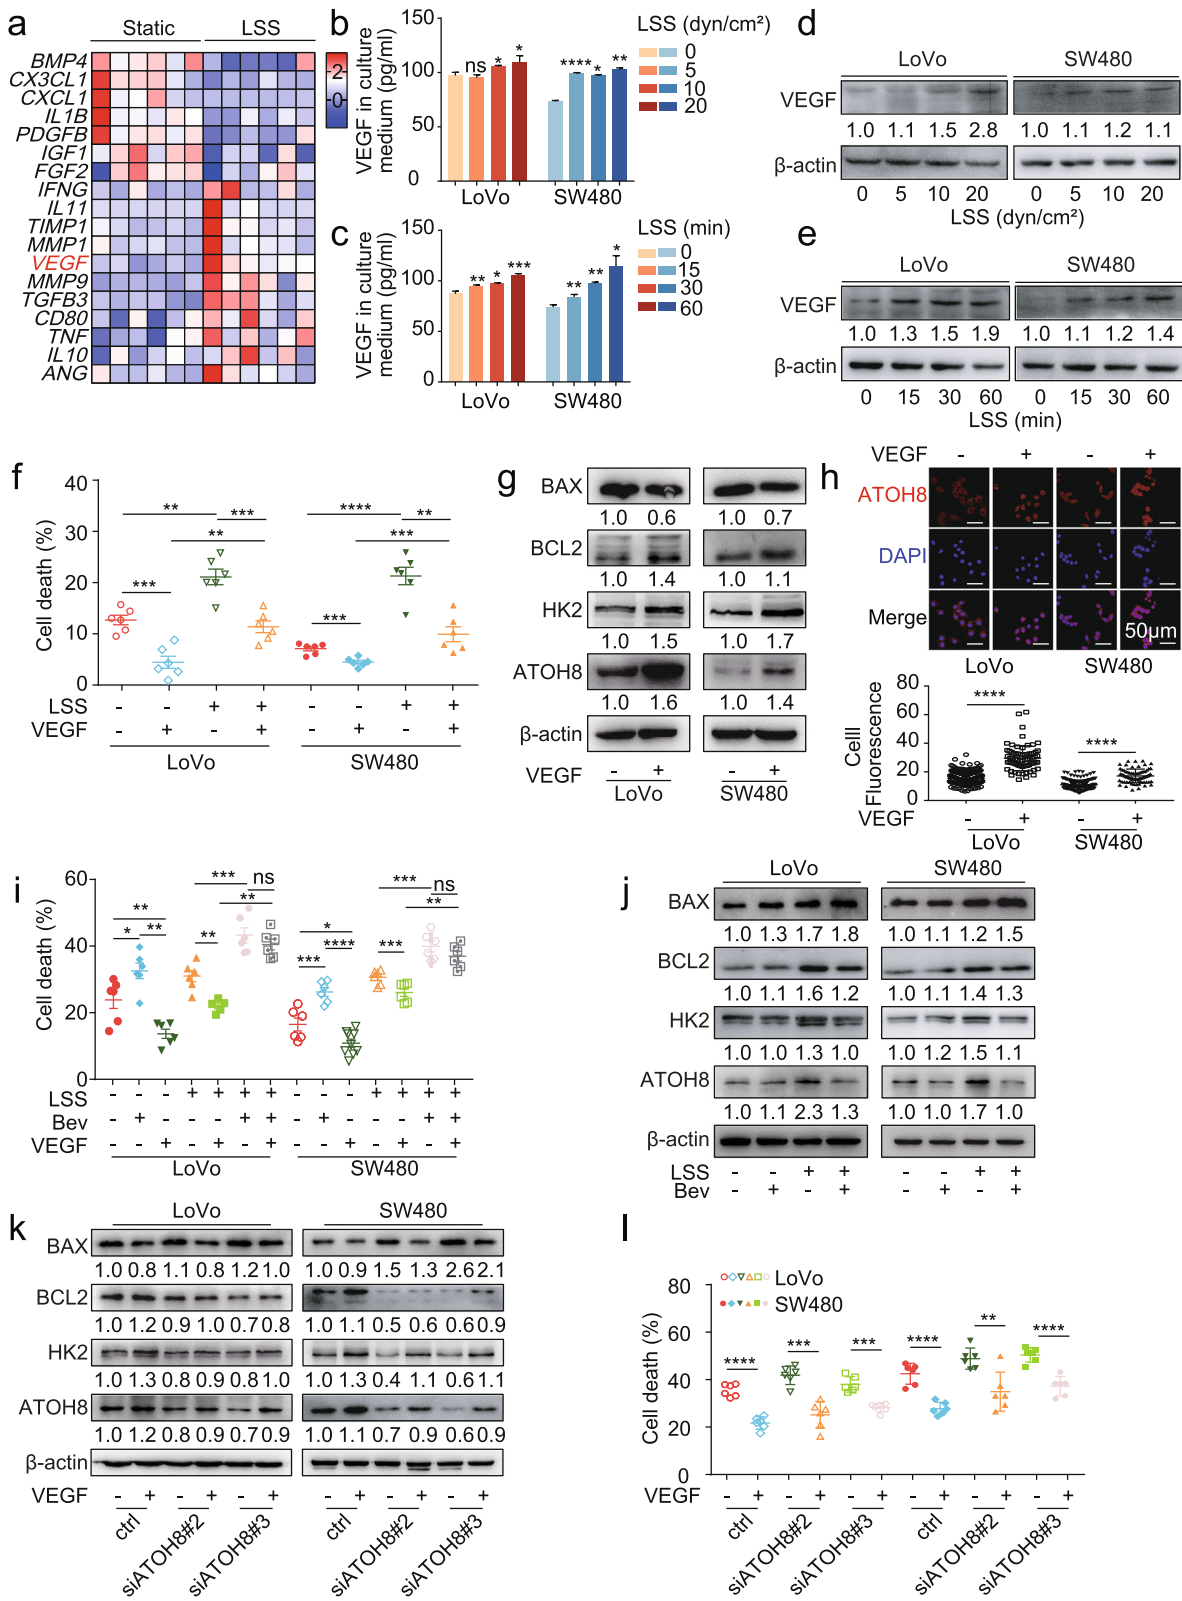 a
Static LSS
BMP4
CX3CL1
CXCL1
IL1B
PDGFB
IGF1
FGF2
IFNG
IL11
TIMP1
MMP1
VEGF
MMP9
TGFB3
CD80
TNF
IL10
ANG
2
0
b
VEGF in culture
medium (pg/ml)
150
100
50
0
ns * * **** * **
LoVo SW480
LSS (dyn/cm²)
0
5
10
20
c
VEGF in culture
medium (pg/ml)
150
100
50
0
** * *** ** ** *
LoVo SW480
LSS (min)
0
15
30
60
d
LoVo SW480
VEGF
1.0 1.1 1.5 2.8 1.0 1.1 1.2 1.1
β-actin
0 5 10 20 0 5 10 20
LSS (dyn/cm²)
e
LoVo SW480
VEGF
1.0 1.3 1.5 1.9 1.0 1.1 1.2 1.4
β-actin
0 15 30 60 0 15 30 60
LSS (min)
f
Cell death (%)
40
30
20
10
0
** *** **** **
** ***
*** ***
LSS - - + + - - + +
VEGF - + - + - + - +
LoVo SW480
g
BAX
1.0 0.6 1.0 0.7
BCL2
1.0 1.4 1.0 1.1
HK2
1.0 1.5 1.0 1.7
ATOH8
1.0 1.6 1.0 1.4
β-actin
VEGF - + - +
LoVo SW480
h
VEGF - + - +
ATOH8
DAPI
Merge
50μm
LoVo SW480
Celll
Fluorescence
80
60
40
20
0
**** ****
VEGF - + - +
LoVo SW480
i
Cell death (%)
60
40
20
0
*** ns *** ns
** ** * **
* ** ** *** **** ***
LSS - - - + + + + - - - + + + +
Bev - + - - - + + - + - - - + +
VEGF - - + - + - + - - + - + - +
LoVo SW480
j
LoVo SW480
BAX
1.0 1.3 1.7 1.8 1.0 1.1 1.2 1.5
BCL2
1.0 1.1 1.6 1.2 1.0 1.1 1.4 1.3
HK2
1.0 1.0 1.3 1.0 1.0 1.2 1.5 1.1
ATOH8
1.0 1.1 2.3 1.3 1.0 1.0 1.7 1.0
β-actin
LSS - - + + - - + +
Bev - + - + - + - +
k
LoVo SW480
BAX
1.0 0.8 1.1 0.8 1.2 1.0 1.0 0.9 1.5 1.3 2.6 2.1
BCL2
1.0 1.2 0.9 1.0 0.7 0.8 1.0 1.1 0.5 0.6 0.6 0.9
HK2
1.0 1.3 0.8 0.9 0.8 1.0 1.0 1.3 0.4 1.1 0.6 1.1
ATOH8
1.0 1.2 0.8 0.9 0.7 0.9 1.0 1.1 0.7 0.9 0.6 0.9
β-actin
VEGF - + - + - + - + - + - +
ctrl siATOH8#2 siATOH8#3 ctrl siATOH8#2 siATOH8#3
l
LoVo
SW480
Cell death (%)
80
60
40
20
0
**** *** *** **** ** ****
VEGF - + - + - + - + - + - +
ctrl siATOH8#2 siATOH8#3 ctrl siATOH8#2 siATOH8#3